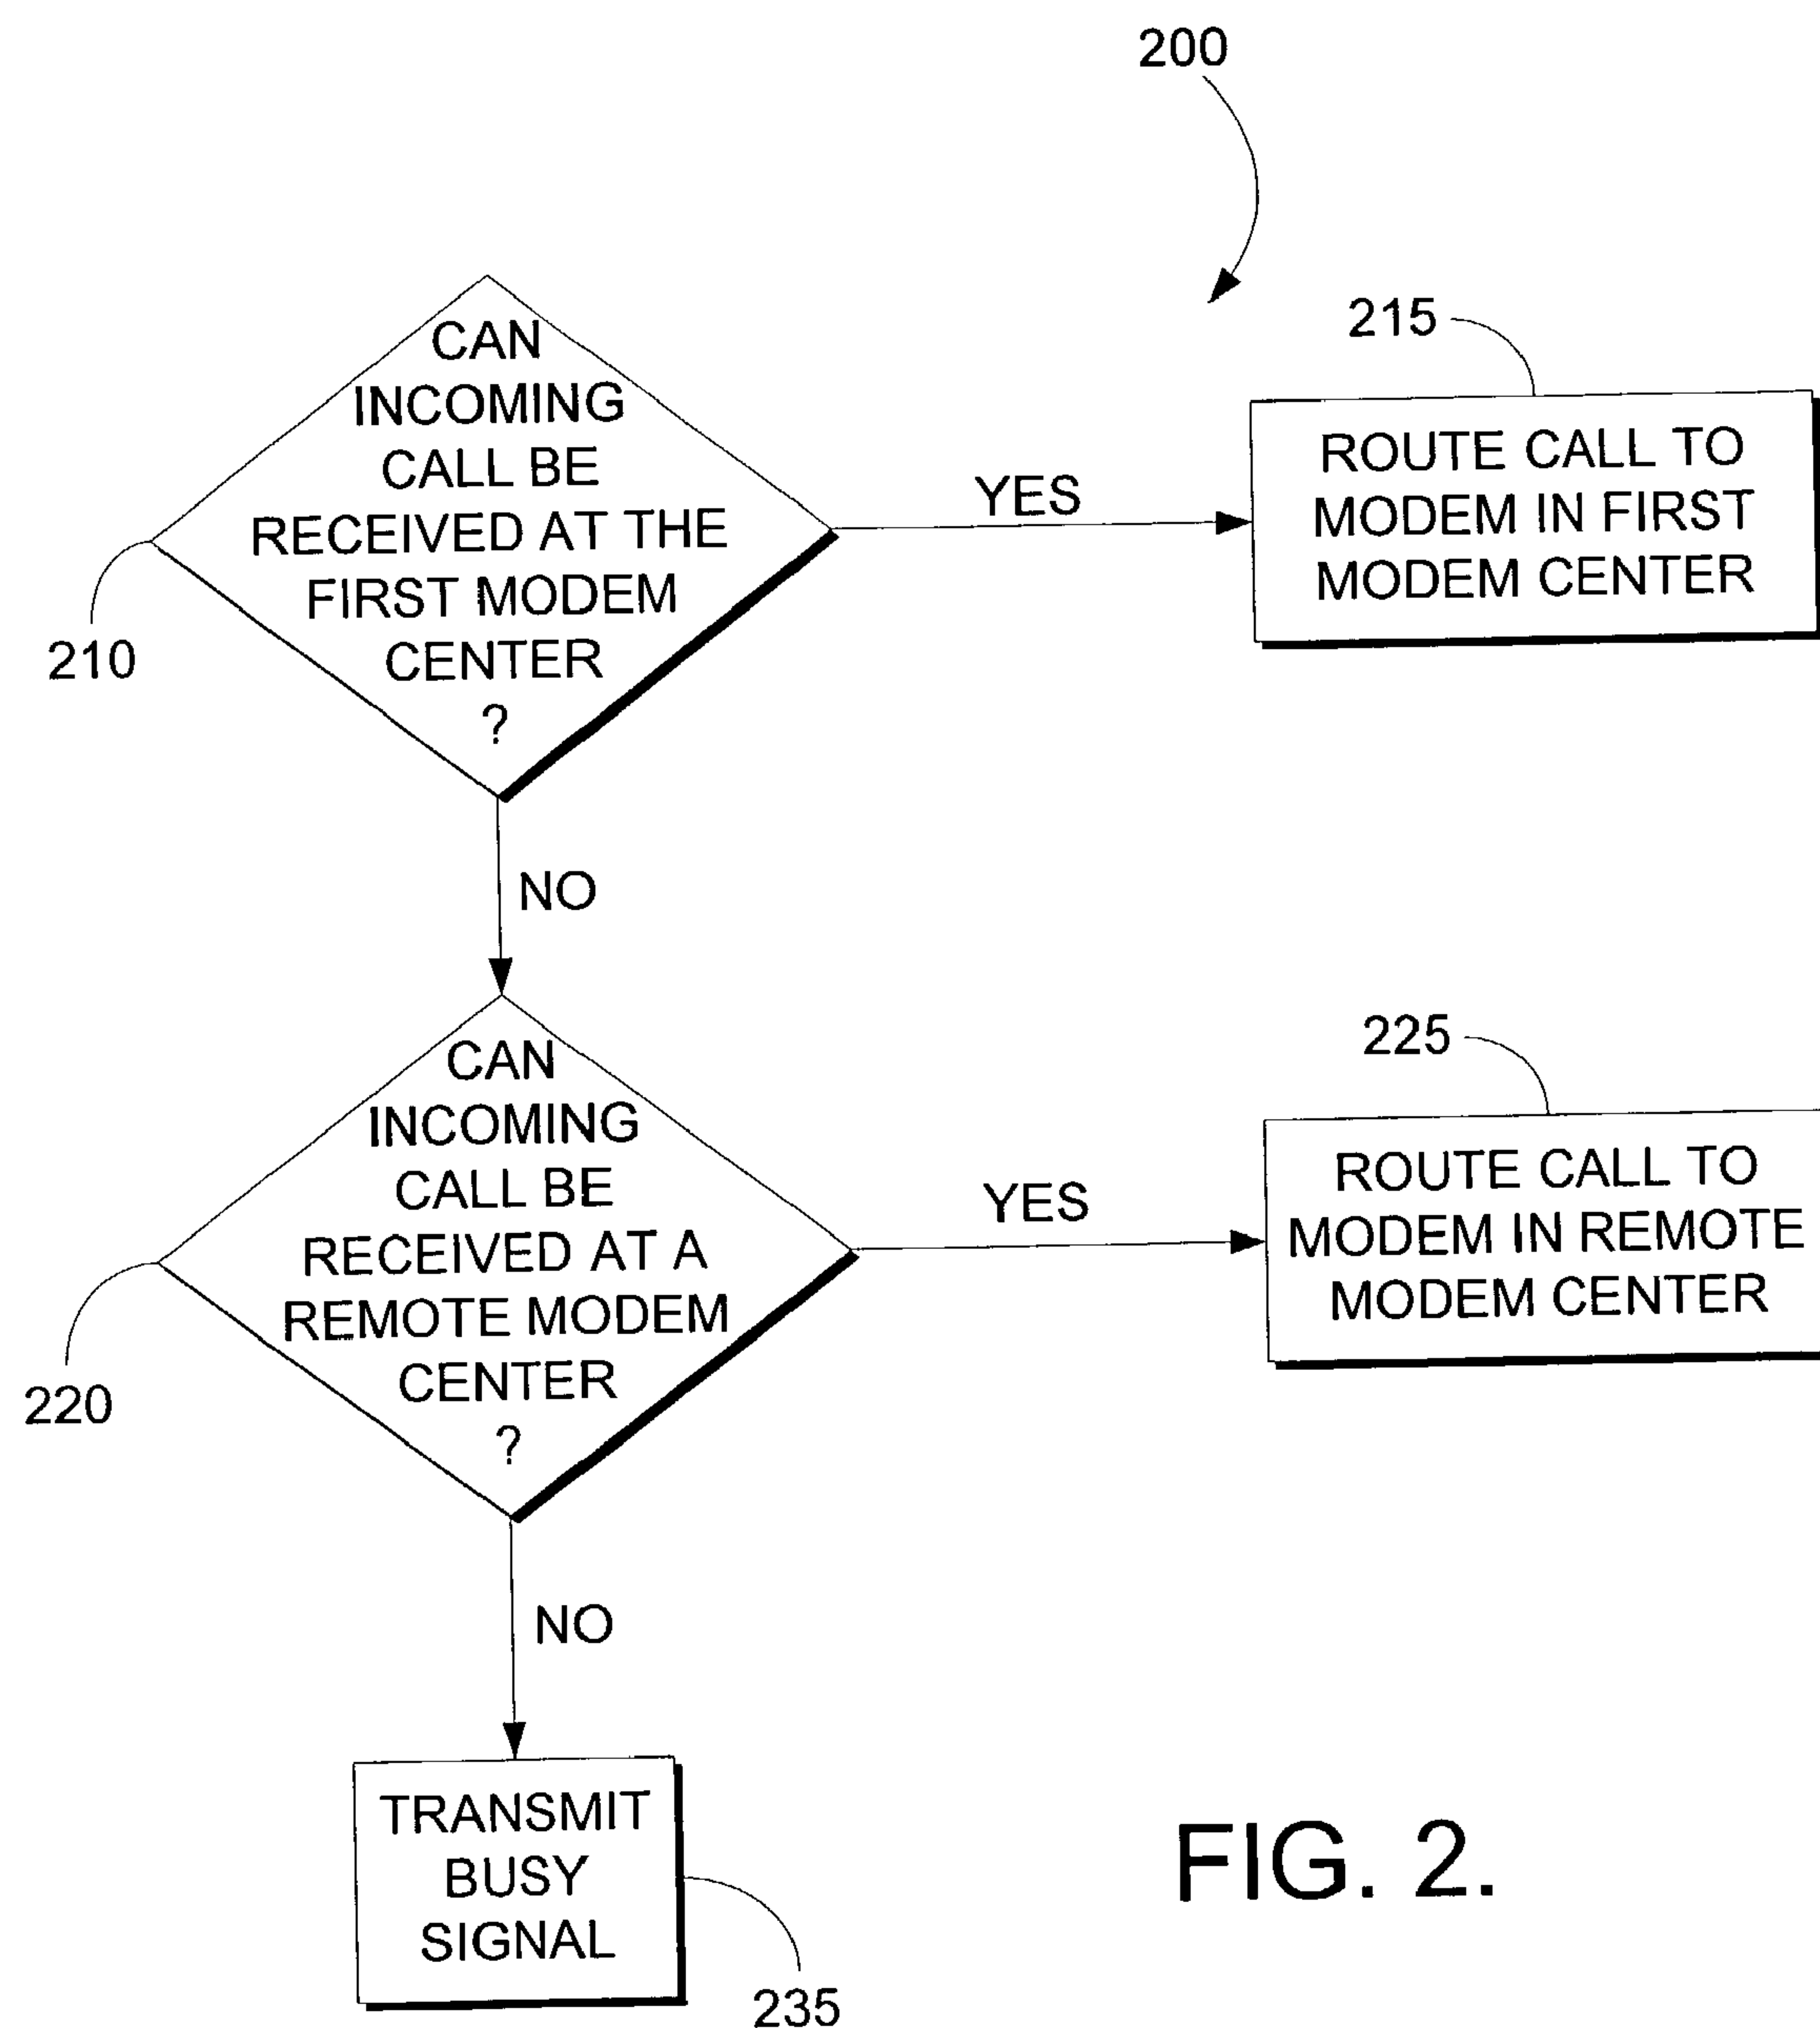 200
CAN
INCOMING
CALL BE
RECEIVED AT THE
FIRST MODEM
CENTER
?
210
YES
215
ROUTE CALL TO
MODEM IN FIRST
MODEM CENTER
NO
CAN
INCOMING
CALL BE
RECEIVED AT A
REMOTE MODEM
CENTER
?
220
YES
225
ROUTE CALL TO
MODEM IN REMOTE
MODEM CENTER
NO
TRANSMIT
BUSY
SIGNAL
235
FIG. 2.